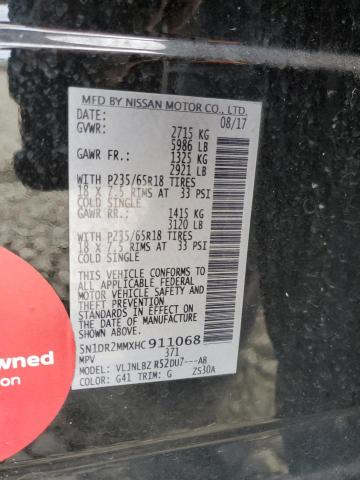 MFD BY NISSAN MOTOR CO., LTD.
DATE: 08/17
GVWR: 2715 KG
5986 LB
GAWR FR.: 1325 KG
2921 LB
WITH P235/65R18 TIRES
18 X 7.5 RIMS AT 33 PSI
COLD SINGLE
GAWR RR.: 1415 KG
3120 LB
WITH P235/65R18 TIRES
18 X 7.5 RIMS AT 33 PSI
COLD SINGLE
THIS VEHICLE CONFORMS TO
ALL APPLICABLE FEDERAL
MOTOR VEHICLE SAFETY
AND THEFT PREVENTION
STANDARDS IN EFFECT ON
THE DATE OF MANUFACTURE
SHOWN ABOVE.
5N1DR2MMXHC911068
MPV 371
MODEL: VLJNLBZ R52DU7---AB
COLOR: G41 TRIM: G ZS30A
wned
ion